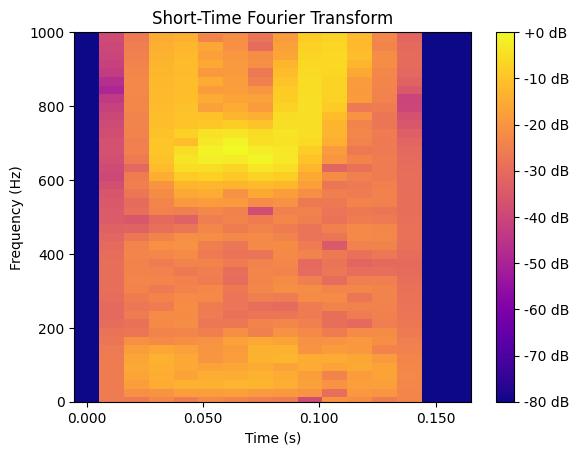 Short-Time Fourier Transform
Frequency (Hz)
1000
800
600
400
200
0
0.000
0.050
0.100
0.150
Time (s)
+0 dB
-10 dB
-20 dB
-30 dB
-40 dB
-50 dB
-60 dB
-70 dB
-80 dB